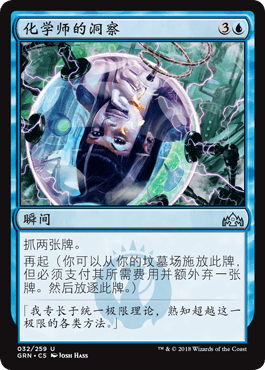 化学师的洞察 3
瞬间
抓两张牌。
再起（你可以从你的坟墓场施放此牌，
但必须支付其所需费用并额外弃一张
牌。然后放逐此牌。）
「我专长于统一极限理论，熟知超越这一
极限的各类方法。」
032/259 U
GRN • CS Josh Hass
™ & © 2018 Wizards of the Coast